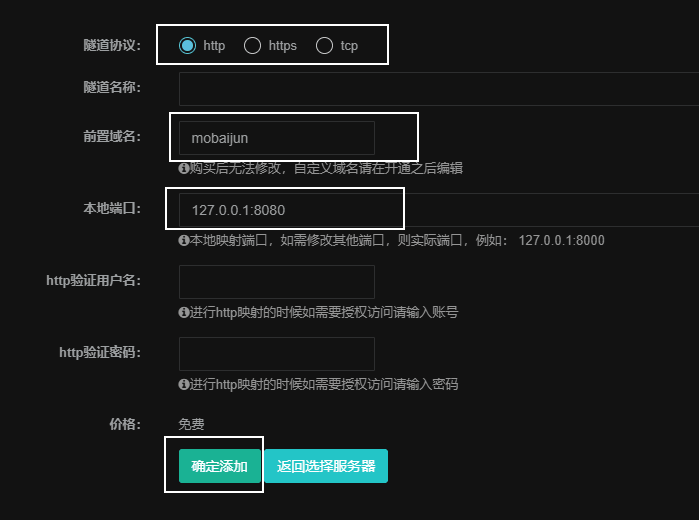 隧道协议: http https tcp
隧道名称:
前置域名: mobaijun
购买后无法修改，自定义域名请在开通之后编辑
本地端口: 127.0.0.1:8080
本地映射端口，如需修改其他端口，则实际端口，例如： 127.0.0.1:8000
http验证用户名:
进行http映射的时候如需要授权访问请输入账号
http验证密码:
进行http映射的时候如需要授权访问请输入密码
价格: 免费
确定添加 返回选择服务器